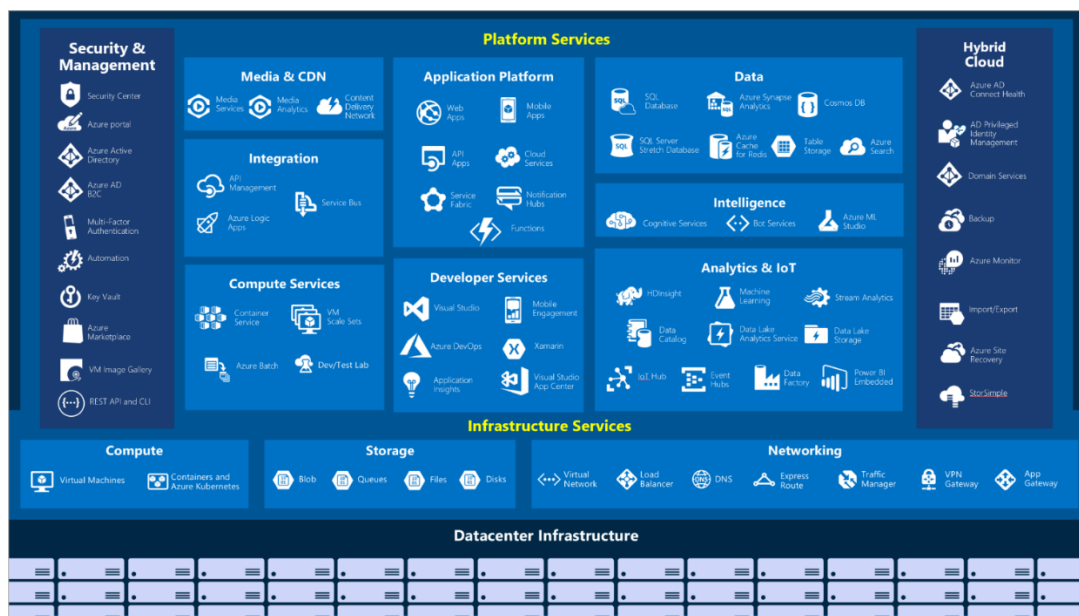 Platform Services
Security &
Management
Security Center
Azure portal
Azure Active
Directory
Azure AD
B2C
Multi-Factor
Authentication
Automation
Key Vault
Azure
Marketplace
VM Image Gallery
REST API and CLI
Media & CDN
Media
Services
Media
Analytics
Content
Delivery
Network
Integration
API
Management
Service Bus
Azure Logic
Apps
Compute Services
Container
Service
VM
Scale Sets
Azure Batch
Dev/Test Lab
Application Platform
Web
Apps
Mobile
Apps
API
Apps
Cloud
Services
Service
Fabric
Notification
Hubs
Functions
Developer Services
Visual Studio
Mobile
Engagement
Azure DevOps
Xamarin
Application
Insights
Visual Studio
App Center
Data
SQL
SQL
Database
Azure Synapse
Analytics
Cosmos DB
SQL
SQL Server
Stretch Database
Azure
Cache
for Redis
Table
Storage
Azure
Search
Intelligence
Cognitive Services
Bot Services
Azure ML
Studio
Analytics & IoT
HDInsight
Machine
Learning
Stream Analytics
Data
Catalog
Data Lake
Analytics Service
Data Lake
Storage
IoT Hub
Event
Hubs
Data
Factory
Power BI
Embedded
Hybrid
Cloud
Azure AD
Connect Health
AD Privileged
Identity
Management
Domain Services
Backup
Azure Monitor
Import/Export
Azure Site
Recovery
StorSimple
Infrastructure Services
Compute
Virtual Machines
Containers and
Azure Kubernetes
Storage
Blob
Queues
Files
Disks
Networking
Virtual
Network
Load
Balancer
DNS
DNS
Express
Route
Traffic
Manager
VPN
Gateway
App
Gateway
Datacenter Infrastructure